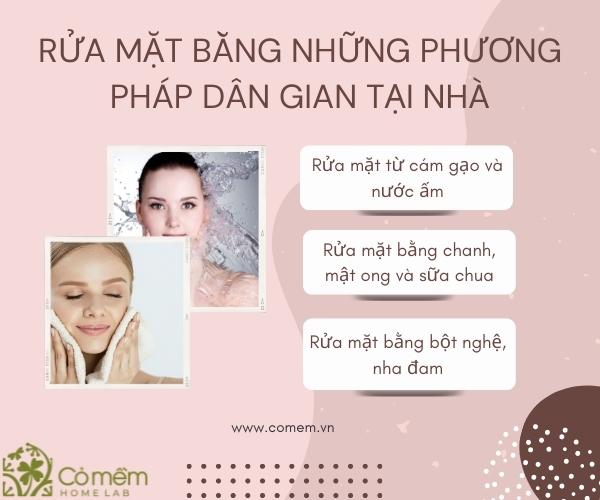 RỬA MẶT BẰNG NHỮNG PHƯƠNG
PHÁP DÂN GIAN TẠI NHÀ
Rửa mặt từ cám gạo và
nước ấm
Rửa mặt bằng chanh,
mật ong và sữa chua
Rửa mặt bằng bột nghệ,
nha đam
www.comem.vn
Cỏ mềm
HOME LAB